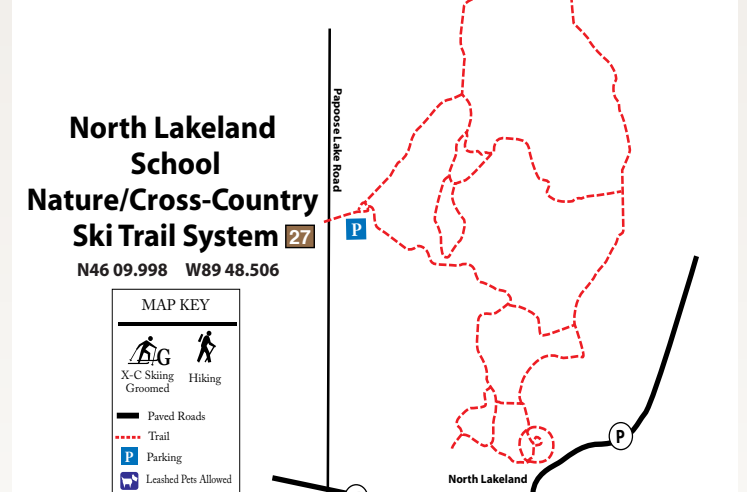 North Lakeland
School
Nature/Cross-Country
Ski Trail System 27
N46 09.998 W89 48.506
MAP KEY
G
X-C Skiing
Groomed
Hiking
Paved Roads
Trail
P Parking
Leashed Pets Allowed
Papoose Lake Road
P
P
North Lakeland